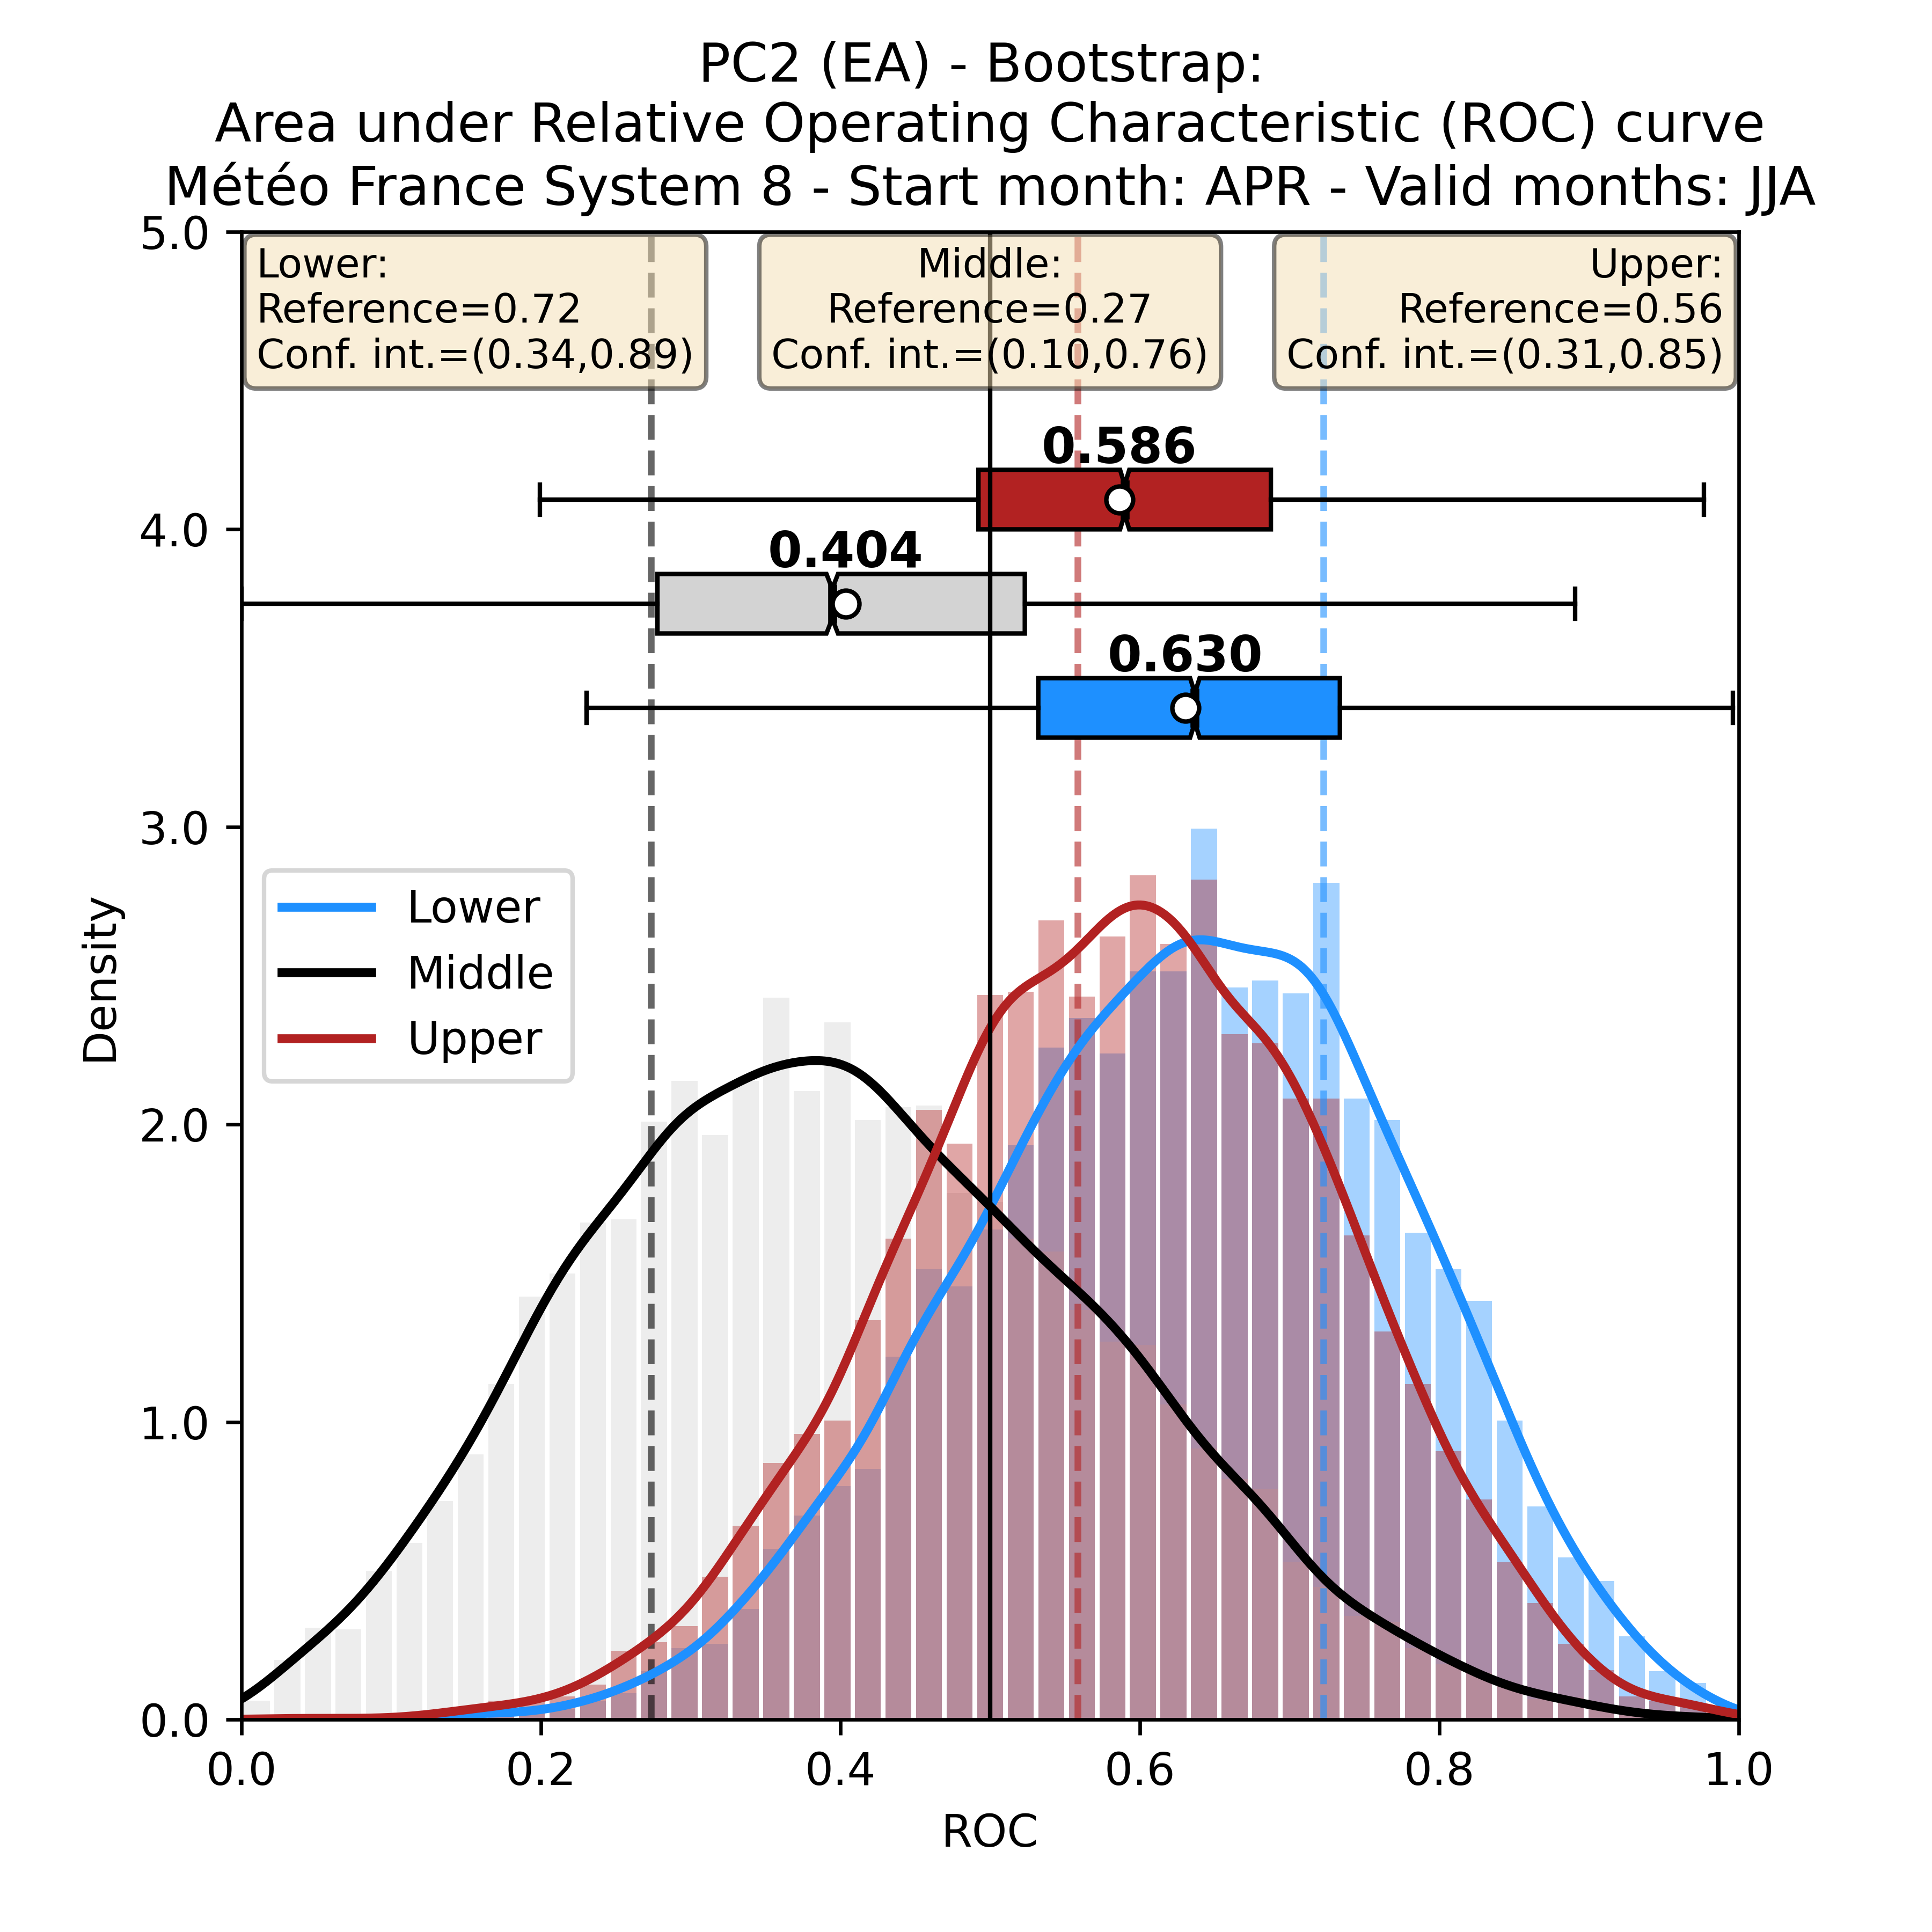 PC2 (EA) - Bootstrap:
Area under Relative Operating Characteristic (ROC) curve
Météo France System 8 - Start month: APR - Valid months: JJA
5.0
Lower:
Reference=0.72
Conf. int.=(0.34,0.89)
Middle:
Reference=0.27
Conf. int.=(0.10,0.76)
Upper:
Reference=0.56
Conf. int.=(0.31,0.85)
0.586
4.0
0.404
0.630
3.0
Lower
Middle
Upper
Density
2.0
1.0
0.0
0.0 0.2 0.4 0.6 0.8 1.0
ROC